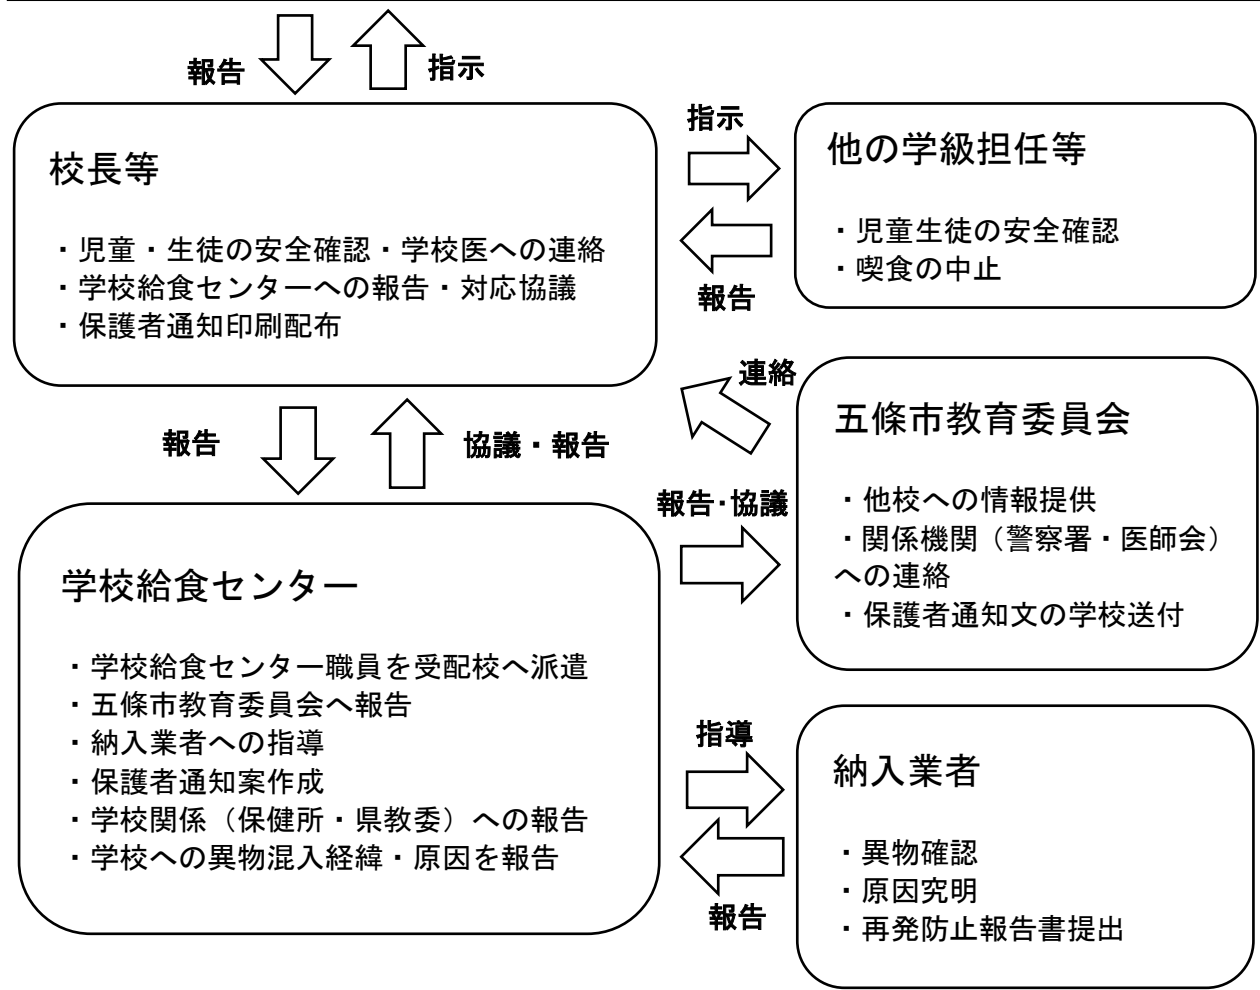 報告
指示
校長等
・児童・生徒の安全確認・学校医への連絡
・学校給食センターへの報告・対応協議
・保護者通知印刷配布
指示
報告
他の学級担任等
・児童生徒の安全確認
・喫食の中止
連絡
五條市教育委員会
・他校への情報提供
・関係機関（警察署・医師会）
への連絡
・保護者通知文の学校送付
報告
協議・報告
報告・協議
学校給食センター
・学校給食センター職員を受配校へ派遣
・五條市教育委員会へ報告
・納入業者への指導
・保護者通知案作成
・学校関係（保健所・県教委）への報告
・学校への異物混入経緯・原因を報告
指導
報告
納入業者
・異物確認
・原因究明
・再発防止報告書提出